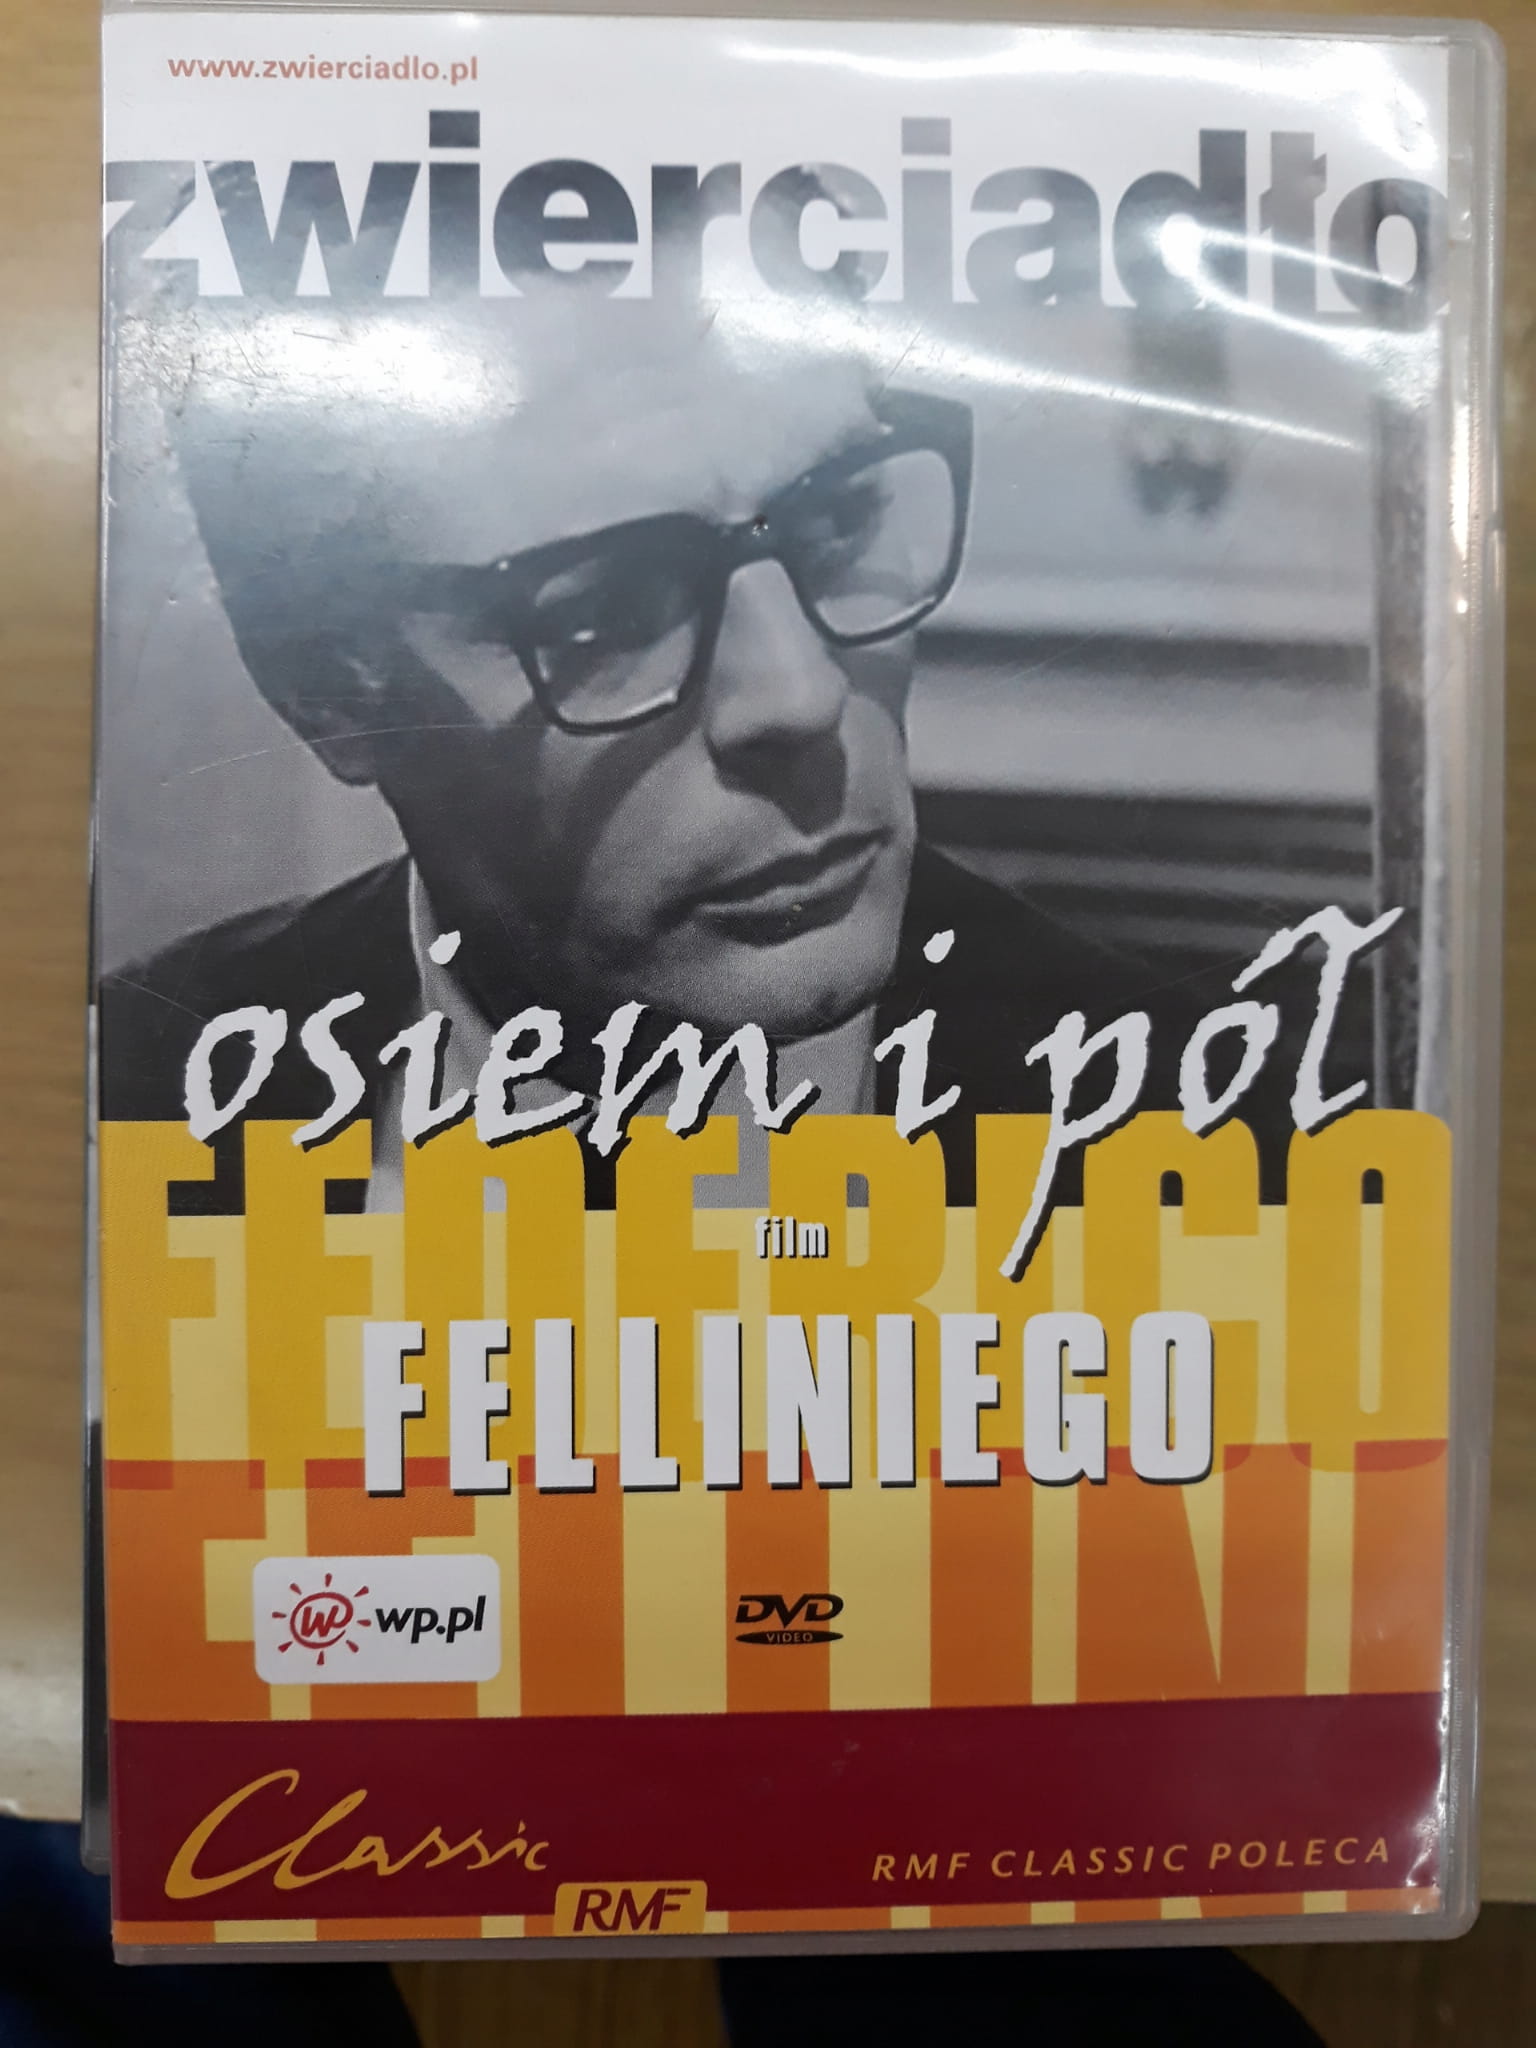 www.zwierciadlo.pl
zwierciadło
osiem i pół
FEDERICO
film
FELLINIEGO
FELLINI
wp.pl
DVD
VIDEO
Classic
RMF
RMF CLASSIC POLECA